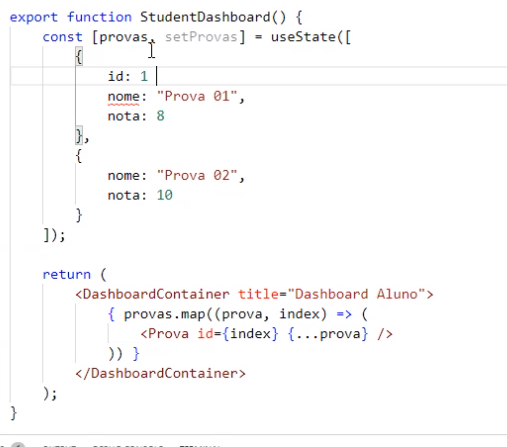 export function StudentDashboard() {
const [provas, setProvas] = useState([
{
id: 1
nome: "Prova 01",
nota: 8
},
{
nome: "Prova 02",
nota: 10
}
]);
return (
<DashboardContainer title="Dashboard Aluno">
{ provas.map((prova, index) => (
<Prova id={index} {...prova} />
)) }
</DashboardContainer>
);
}